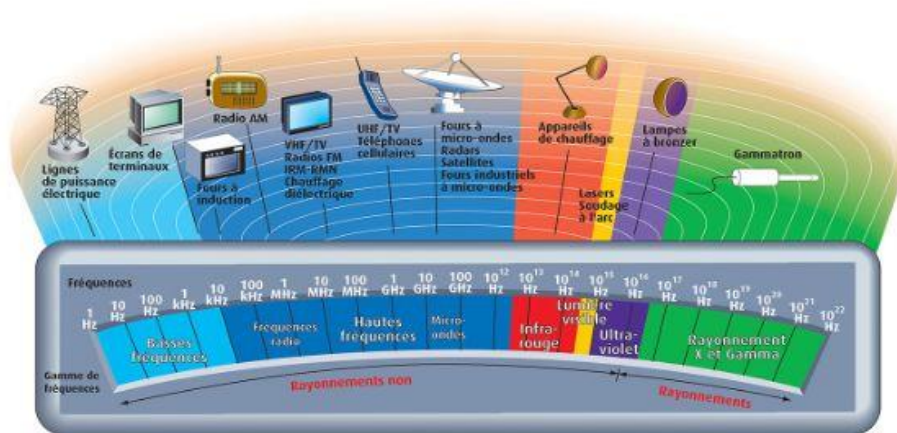 Lignes
de puissance
électrique
Écrans de
terminaux
Radio AM
Fours à
induction
VHF/TV
Radios FM
IRM-RMN
Chauffage
diélectrique
UHF/TV
Téléphones
cellulaires
Fours à
micro-ondes
Radars
Satellites
Fours industriels
à micro-ondes
Appareils
de chauffage
Lasers
Soudage
à l'arc
Lampes
à bronzer
Gammatron
Fréquences
1 Hz
10 Hz
100 Hz
1 kHz
10 kHz
100 kHz
1 MHz
10 MHz
100 MHz
1 GHz
10 GHz
100 GHz
10¹² Hz
10¹³ Hz
10¹⁴ Hz
10¹⁵ Hz
10¹⁶ Hz
10¹⁷ Hz
10¹⁸ Hz
10¹⁹ Hz
10²⁰ Hz
10²¹ Hz
10²² Hz
Gamme de
fréquences
Basses
fréquences
Fréquences
radio
Hautes
fréquences
Micro-
ondes
Infra-
rouge
Lumière
visible
Ultra-
violet
Rayonnement
X et Gamma
Rayonnements non
Rayonnements